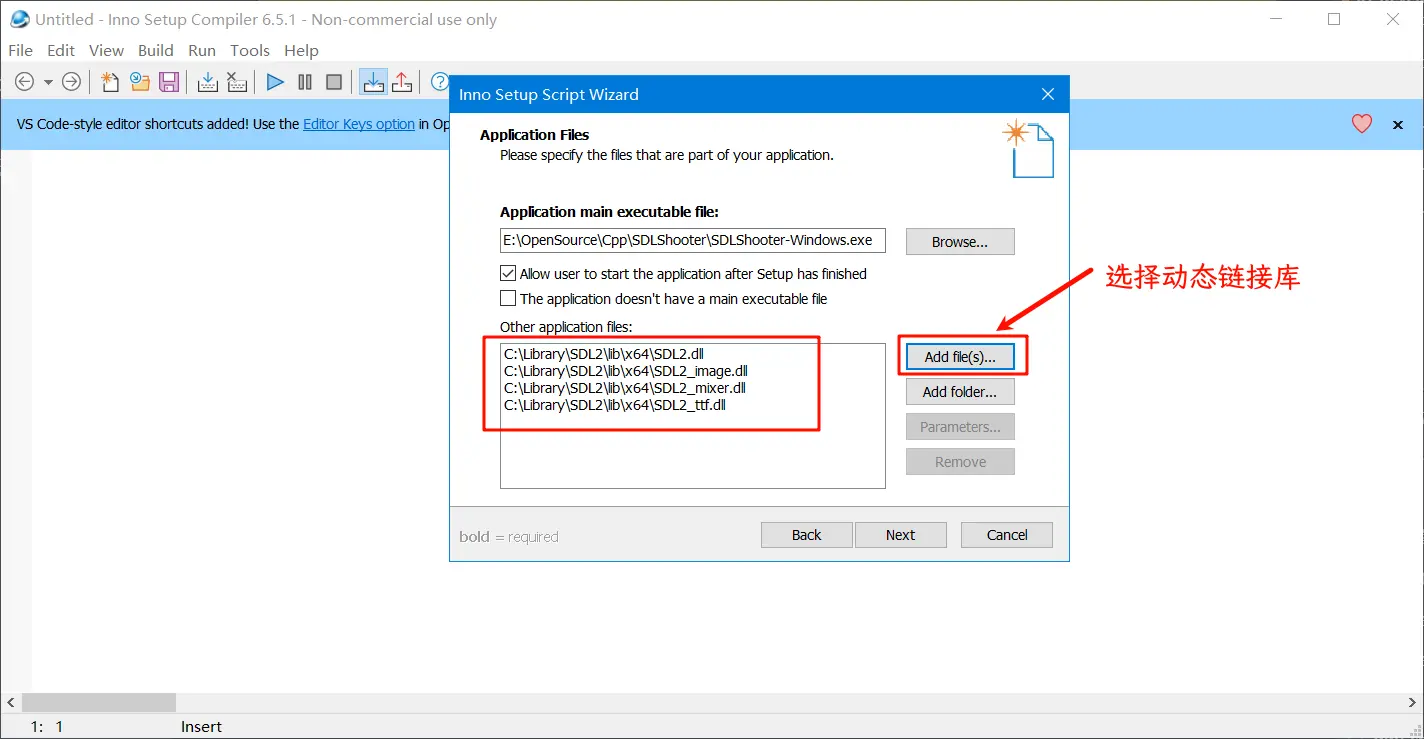 Untitled - Inno Setup Compiler 6.5.1 - Non-commercial use only
File Edit View Build Run Tools Help
Inno Setup Script Wizard
VS Code-style editor shortcuts added! Use the Editor Keys option in Op
Application Files
Please specify the files that are part of your application.
Application main executable file:
E:\OpenSource\Cpp\SDLShooter\SDLShooter-Windows.exe
Browse...
Allow user to start the application after Setup has finished
The application doesn't have a main executable file
选择动态链接库
Other application files:
C:\Library\SDL2\lib\x64\SDL2.dll
C:\Library\SDL2\lib\x64\SDL2_image.dll
C:\Library\SDL2\lib\x64\SDL2_mixer.dll
C:\Library\SDL2\lib\x64\SDL2_ttf.dll
Add file(s)...
Add folder...
Parameters...
Remove
bold = required
Back
Next
Cancel
1: 1
Insert